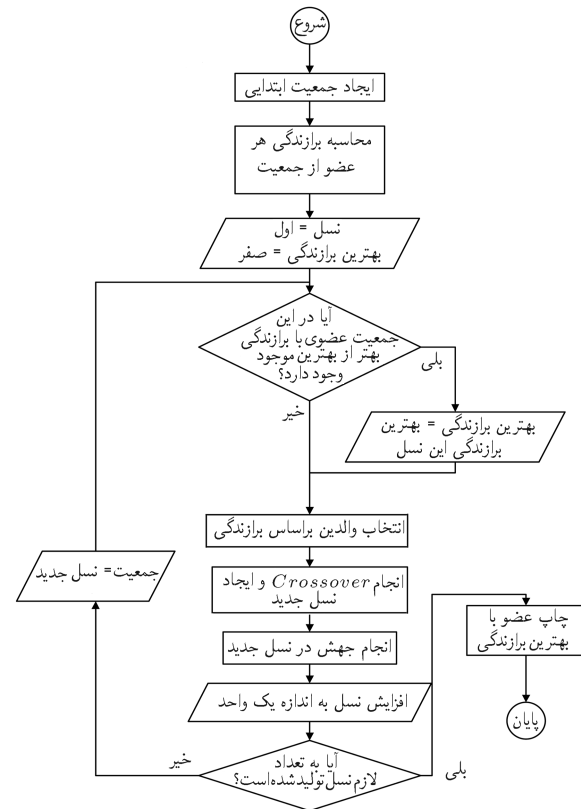 شروع
ایجاد جمعیت ابتدایی
محاسبه برازندگی هر
عضو از جمعیت
نسل = اول
بهترین برازندگی = صفر
آیا در این
جمعیت عضوی با برازندگی
بهتر از بهترین موجود
وجود دارد؟
بلی
خیر
بهترین برازندگی = بهترین
برازندگی این نسل
انتخاب والدین براساس برازندگی
انجام Crossover و ایجاد
نسل جدید
جمعیت = نسل جدید
انجام جهش در نسل جدید
چاپ عضو با
بهترین برازندگی
افزایش نسل به اندازه یک واحد
پایان
آیا به تعداد
لازم نسل تولید شده است؟
خیر
بلی